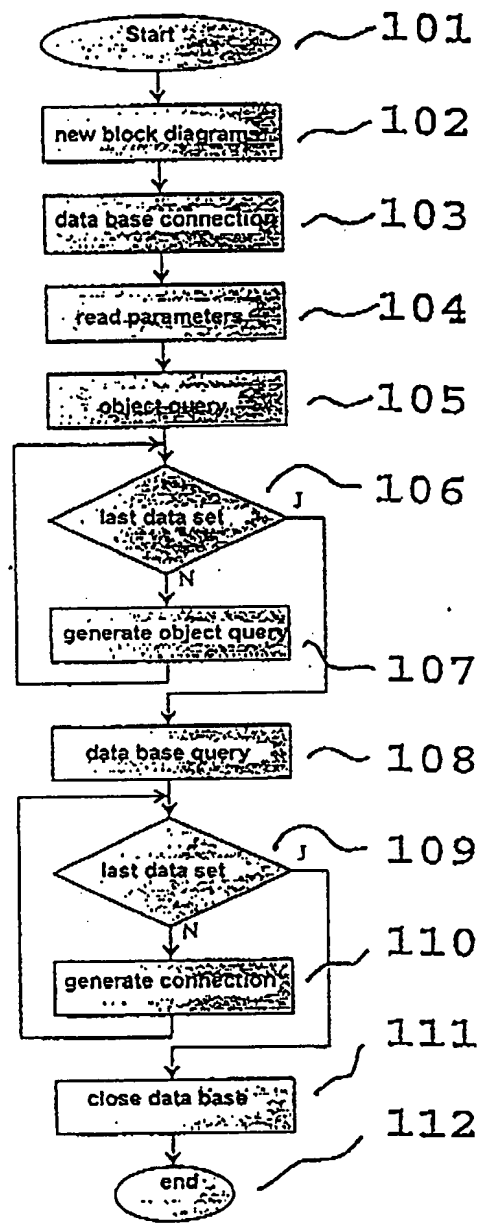 Start 101
new block diagrams 102
data base connection 103
read parameters 104
object query 105
last data set J 106
N
generate object query 107
data base query 108
last data set J 109
N
generate connection 110
close data base 111
end 112